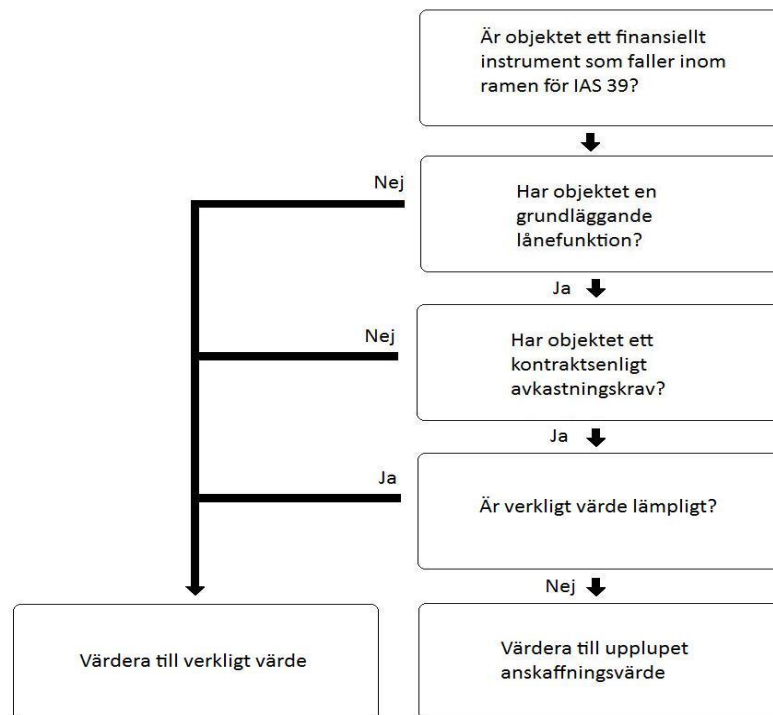 Är objektet ett finansiellt
instrument som faller inom
ramen för IAS 39?
Nej
Har objektet en
grundläggande
lånefunktion?
Ja
Nej
Har objektet ett
kontraktsenligt
avkastningskrav?
Ja
Ja
Är verkligt värde lämpligt?
Nej
Värdera till verkligt värde
Värdera till upplupet
anskaffningsvärde